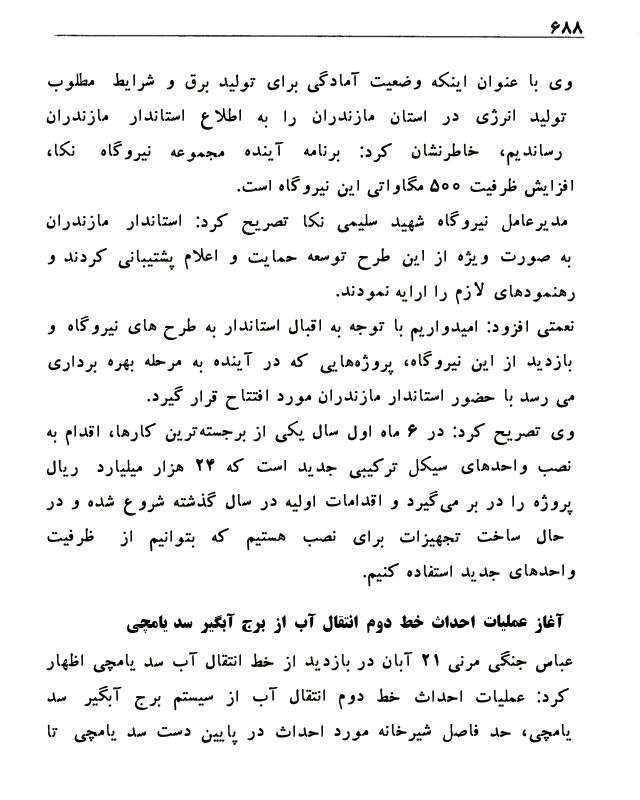 ۶۸۸
وی با عنوان اینکه وضعیت آمادگی برای تولید برق و شرایط مطلوب
تولید انرژی در استان مازندران را به اطلاع استاندار مازندران
رساندیم، خاطرنشان کرد: برنامه آینده مجموعه نیروگاه نکا،
افزایش ظرفیت ۵۰۰ مگاواتی این نیروگاه است.
مدیرعامل نیروگاه شهید سلیمی نکا تصریح کرد: استاندار مازندران
به صورت ویژه از این طرح توسعه حمایت و اعلام پشتیبانی کردند و
رهنمودهای لازم را ارایه نمودند.
نعمتی افزود: امیدواریم با توجه به اقبال استاندار به طرح های نیروگاه و
بازدید از این نیروگاه، پروژه‌هایی که در آینده به مرحله بهره برداری
می رسد با حضور استاندار مازندران مورد افتتاح قرار گیرد.
وی تصریح کرد: در ۶ ماه اول سال یکی از برجسته‌ترین کارها، اقدام به
نصب واحدهای سیکل ترکیبی جدید است که ۲۴ هزار میلیارد ریال
پروژه را در بر می‌گیرد و اقدامات اولیه در سال گذشته شروع شده و در
حال ساخت تجهیزات برای نصب هستیم که بتوانیم از ظرفیت
واحدهای جدید استفاده کنیم.
آغاز عملیات احداث خط دوم انتقال آب از برج آبگیر سد یامچی
عباس جنگی مرنی ۲۱ آبان در بازدید از خط انتقال آب سد یامچی اظهار
کرد: عملیات احداث خط دوم انتقال آب از سیستم برج آبگیر سد
یامچی، حد فاصل شیرخانه مورد احداث در پایین دست سد یامچی تا